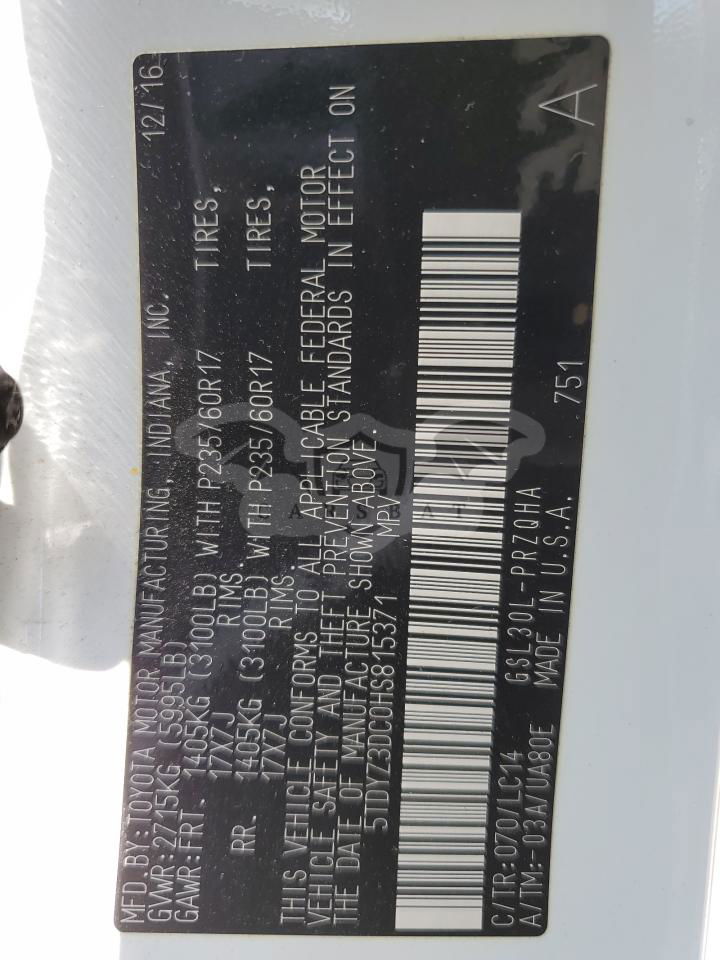 MFD.BY:TOYOTA MOTOR MANUFACTURING, INDIANA, INC. 12/16
GVWR:2715KG (5995LB)
GAWR:FRT. 1405KG (3100LB) WITH P235/60R17 TIRES,
17X7J RIMS.
RR. 1405KG (3100LB) WITH P235/60R17 TIRES,
17X7J RIMS.
THIS VEHICLE CONFORMS TO ALL APPLICABLE FEDERAL MOTOR
VEHICLE SAFETY AND THEFT PREVENTION STANDARDS IN EFFECT ON
THE DATE OF MANUFACTURE SHOWN ABOVE.
5TDYZ3DC0HS815371 MPV
C/TR:070/LC14 GSL30L-PRZQHA
A/TM:-03A/UA80E MADE IN U.S.A. 751 A
CARSBAT